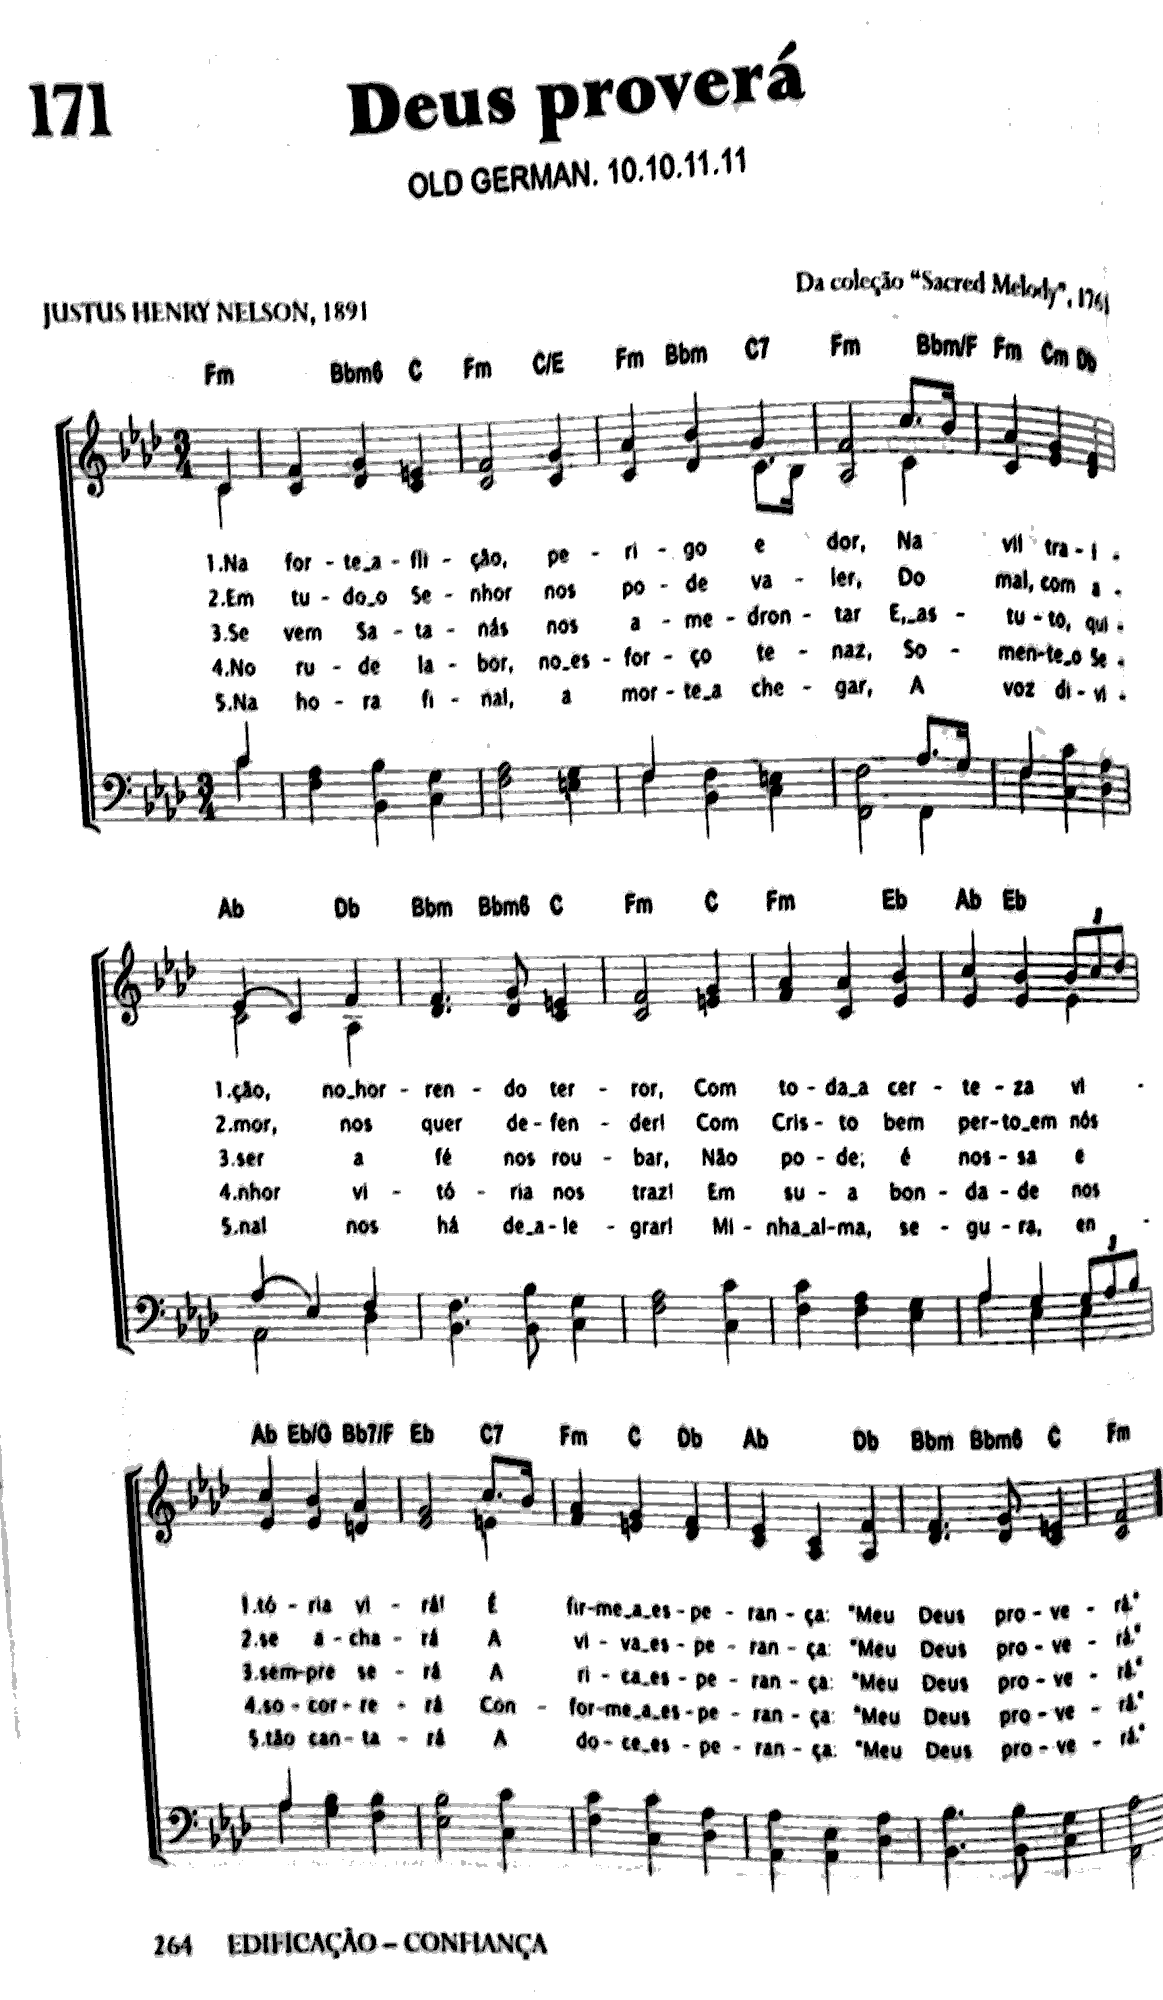 171
Deus proverá
OLD GERMAN. 10.10.11.11
JUSTUS HENRY NELSON, 1891
Da coleção "Sacred Melody", 1761
Fm Bbm6 C Fm C/E Fm Bbm C7 Fm Bbm/F Fm Cm Db
1.Na for - te_a - fli - ção, pe - ri - go e dor, Na vil tra - i -
2.Em tu - do_o Se - nhor nos po - de va - ler, Do mal, com a -
3.Se vem Sa - ta - nás nos a - me - dron - tar E,_as - tu - to, qui -
4.No ru - de la - bor, no_es - for - ço te - naz, So - men-te_o Se -
5.Na ho - ra fi - nal, a mor - te_a che - gar, A voz di - vi -
Ab Db Bbm Bbm6 C Fm C Fm Eb Ab Eb
3
1.ção, no_hor - ren - do ter - ror, Com to - da_a cer - te - za vi -
2.mor, nos quer de - fen - der! Com Cris - to bem per-to_em nós
3.ser a fé nos rou - bar, Não po - de; é nos - sa e
4.nhor vi - tó - ria nos traz! Em su - a bon - da - de nos
5.nal nos há de_a - le - grar! Mi - nha_al-ma, se - gu - ra, en -
3
Ab Eb/G Bb7/F Eb C7 Fm C Db Ab Db Bbm Bbm6 C Fm
1.tó - ria vi - rá! É fir-me_a_es - pe - ran - ça: "Meu Deus pro - ve - rá."
2.se a - cha - rá A vi - va_es - pe - ran - ça: "Meu Deus pro - ve - rá."
3.sem-pre se - rá A ri - ca_es - pe - ran - ça: "Meu Deus pro - ve - rá."
4.so - cor - re - rá Con - for-me_a_es - pe - ran - ça: "Meu Deus pro - ve - rá."
5.tão can - ta - rá A do - ce_es - pe - ran - ça: "Meu Deus pro - ve - rá."
264 EDIFICAÇÃO – CONFIANÇA